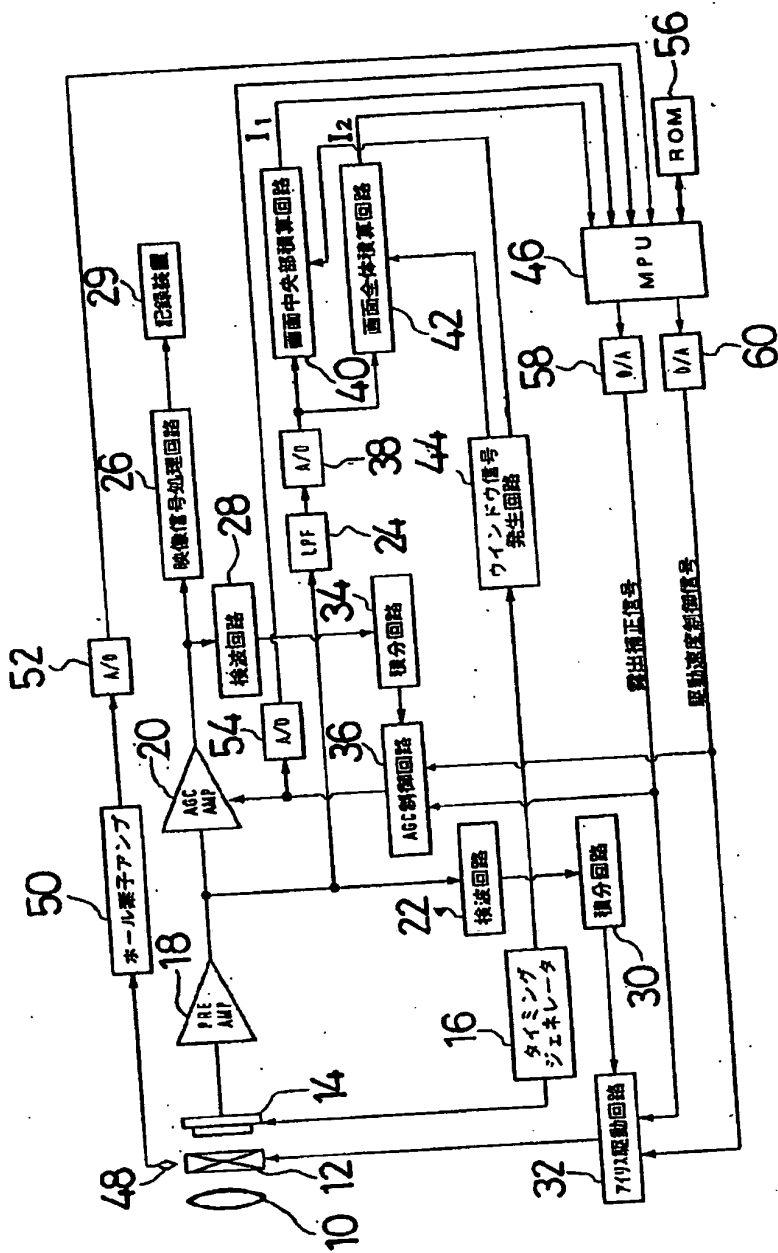 48
50
ホール素子アンプ
52
A/D
10
12
14
18
PRE
AMP
20
AGC
AMP
26
映像信号処理回路
29
記録装置
28
検波回路
54
A/D
34
積分回路
36
AGC制御回路
24
LPF
38
A/D
40
画面中央部積算回路
I₁
42
画面全体積算回路
I₂
22
検波回路
30
積分回路
16
タイミング
ジェネレータ
44
ウインドウ信号
発生回路
32
アイリス駆動回路
露出補正信号
駆動速度制御信号
58
D/A
60
D/A
46
MPU
56
ROM